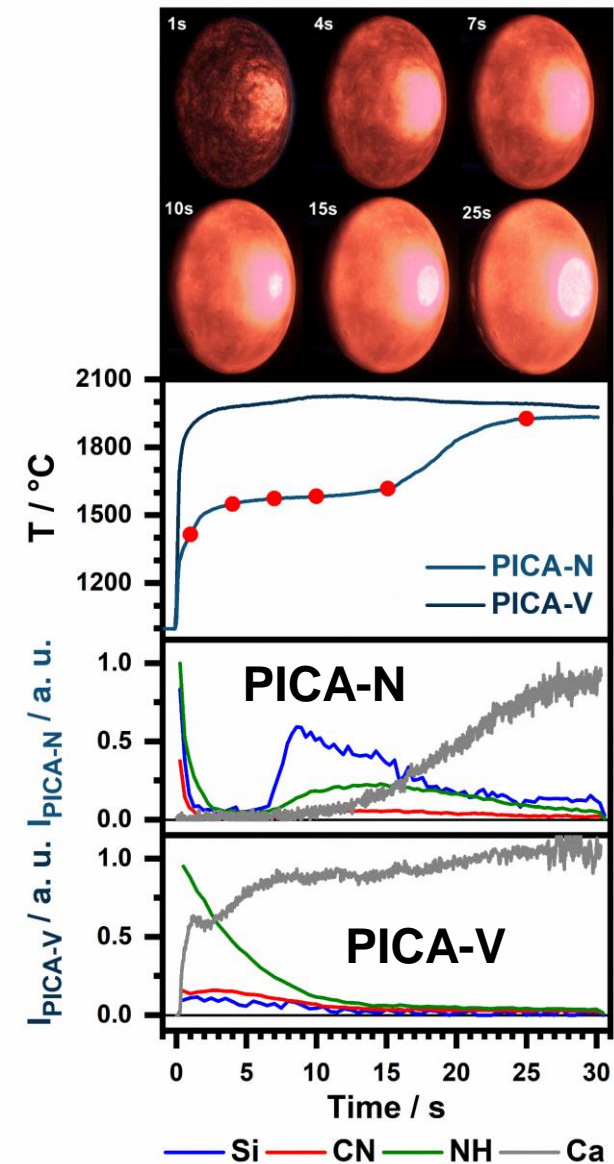 1s 4s 7s
10s 15s 25s
2100
1800
1500
1200
T / °C
PICA-N
PICA-V
1.0
0.5
0.0
I PICA-N / a. u.
PICA-N
1.0
0.5
0.0
I PICA-V / a. u.
PICA-V
0 5 10 15 20 25 30
Time / s
Si CN NH Ca